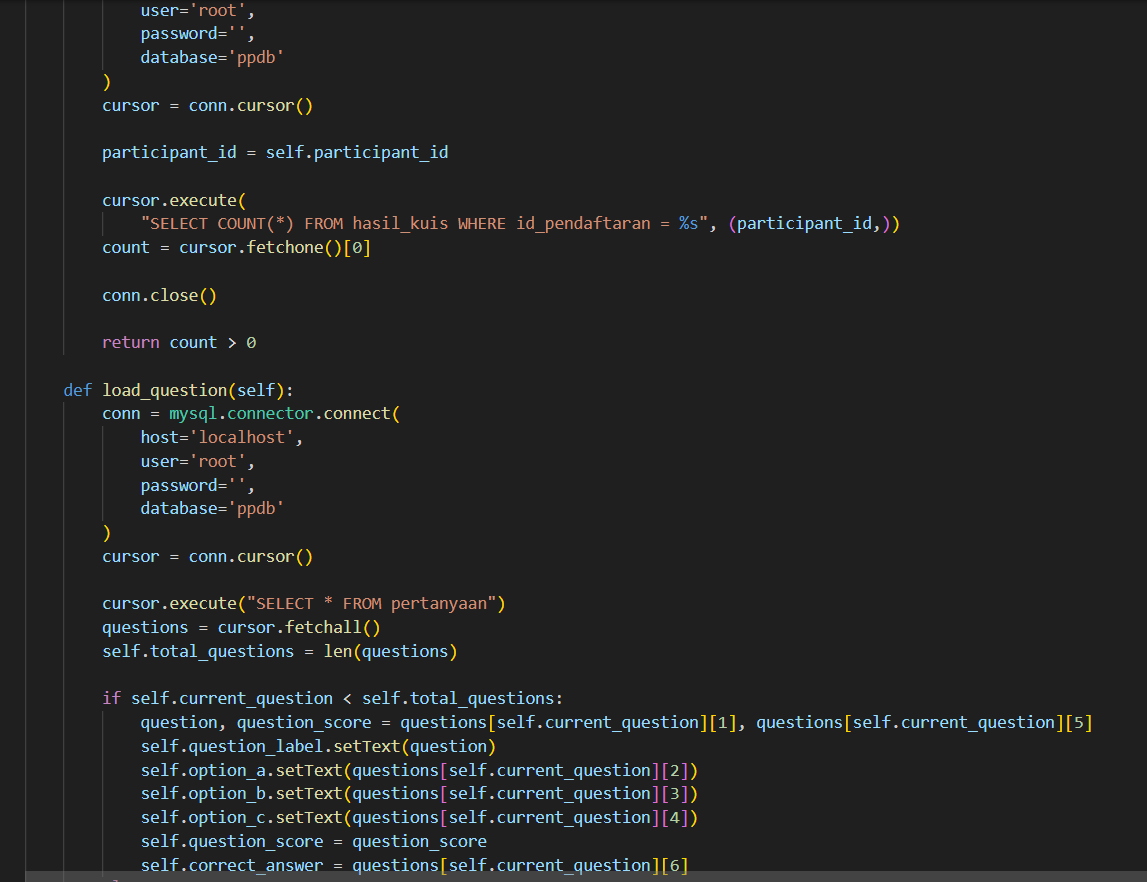 user='root',
password='',
database='ppdb'
)
cursor = conn.cursor()
participant_id = self.participant_id
cursor.execute(
"SELECT COUNT(*) FROM hasil_kuis WHERE id_pendaftaran = %s", (participant_id,))
count = cursor.fetchone()[0]
conn.close()
return count > 0
def load_question(self):
conn = mysql.connector.connect(
host='localhost',
user='root',
password='',
database='ppdb'
)
cursor = conn.cursor()
cursor.execute("SELECT * FROM pertanyaan")
questions = cursor.fetchall()
self.total_questions = len(questions)
if self.current_question < self.total_questions:
question, question_score = questions[self.current_question][1], questions[self.current_question][5]
self.question_label.setText(question)
self.option_a.setText(questions[self.current_question][2])
self.option_b.setText(questions[self.current_question][3])
self.option_c.setText(questions[self.current_question][4])
self.question_score = question_score
self.correct_answer = questions[self.current_question][6]